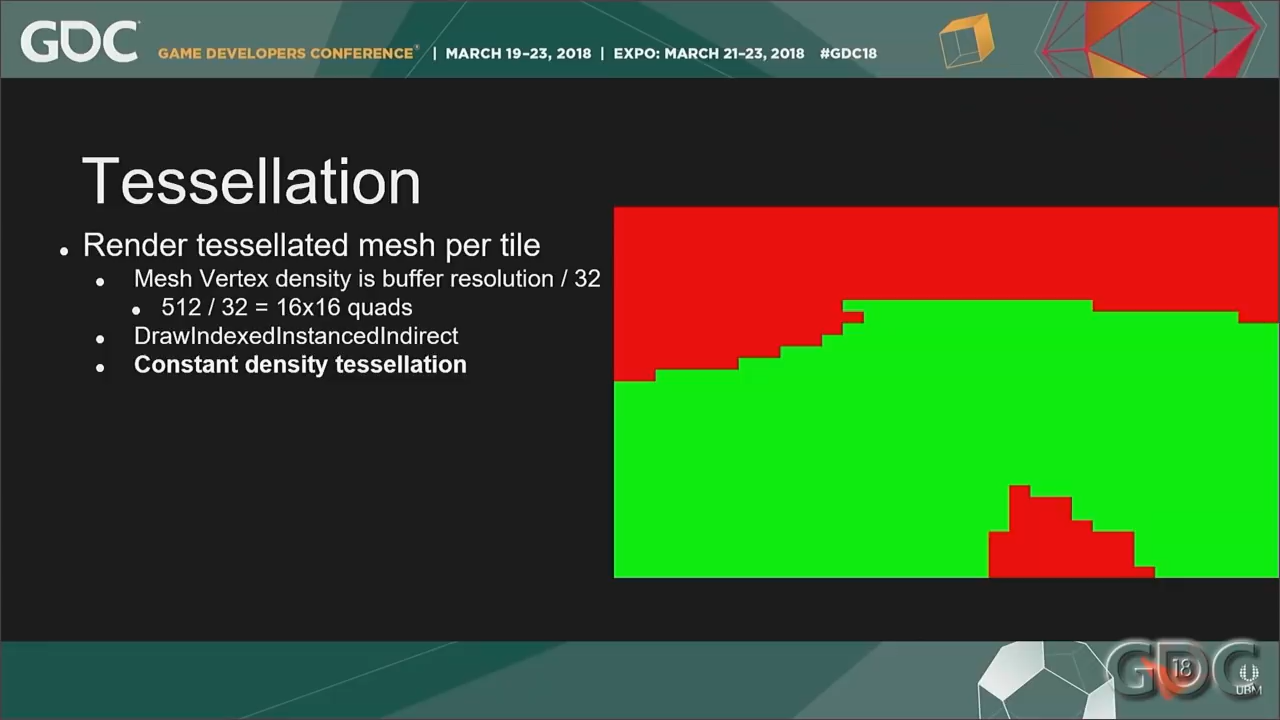 GDC GAME DEVELOPERS CONFERENCE® | MARCH 19–23, 2018 | EXPO: MARCH 21–23, 2018 #GDC18
Tessellation
• Render tessellated mesh per tile
• Mesh Vertex density is buffer resolution / 32
• 512 / 32 = 16x16 quads
• DrawIndexedInstancedIndirect
• Constant density tessellation
GDC 18
UBM